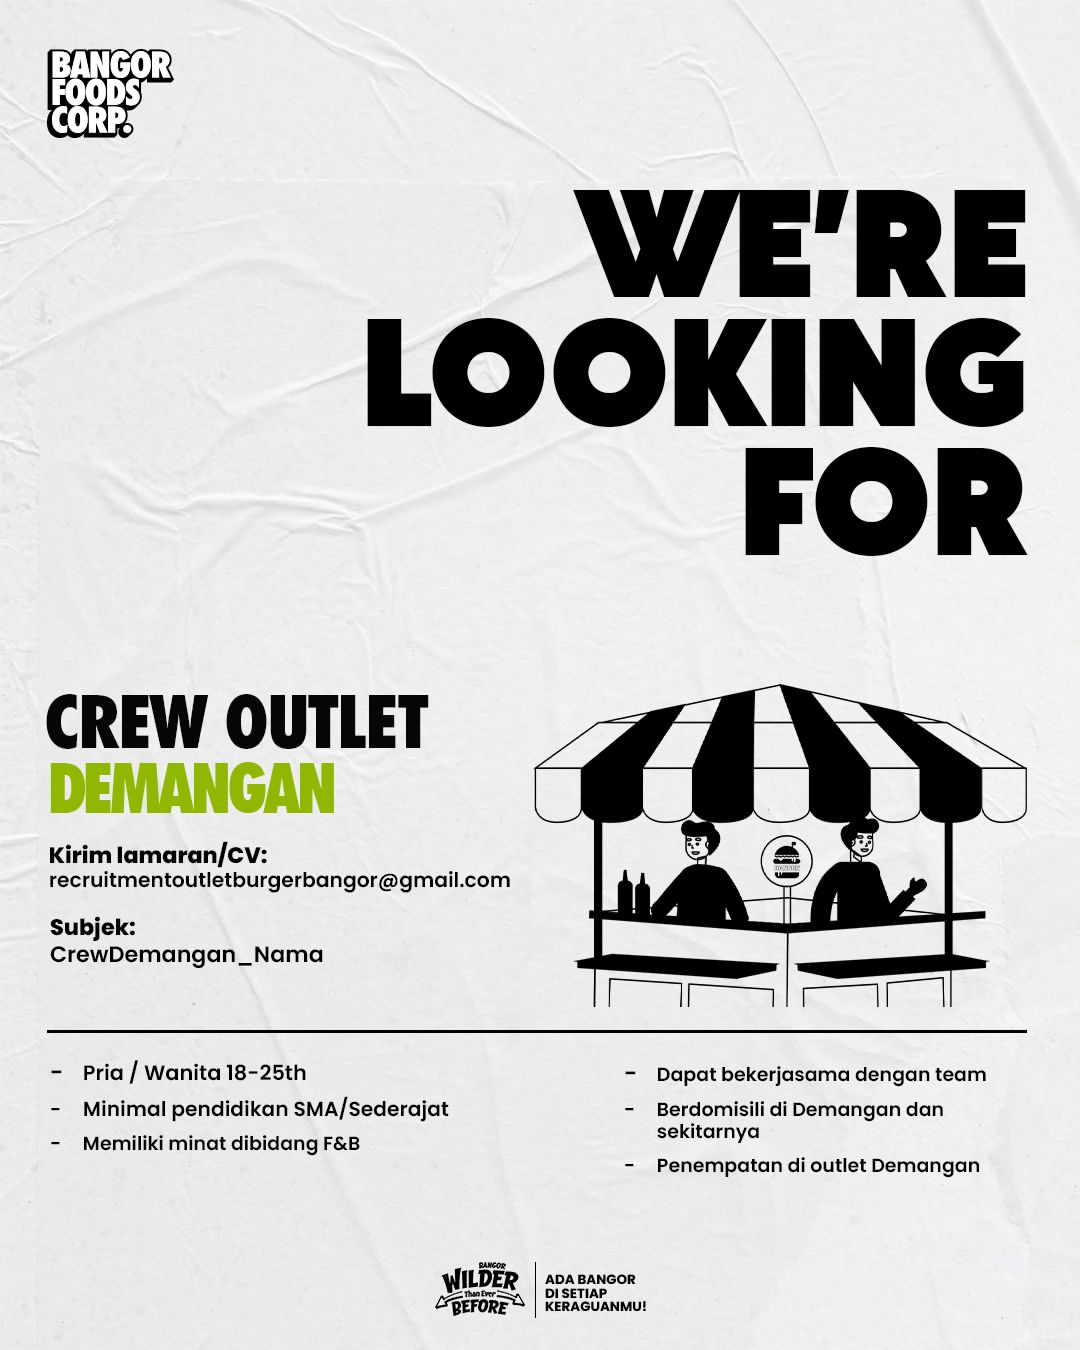 BANGOR
FOODS
CORP.
WE'RE
LOOKING
FOR
CREW OUTLET
DEMANGAN
Kirim lamaran/CV:
recruitmentoutletburgerbangor@gmail.com
Subjek:
CrewDemangan_Nama
BANGOR
- Pria / Wanita 18-25th
- Minimal pendidikan SMA/Sederajat
- Memiliki minat dibidang F&B
- Dapat bekerjasama dengan team
- Berdomisili di Demangan dan
sekitarnya
- Penempatan di outlet Demangan
BANGOR
WILDER
Than Ever
BEFORE
ADA BANGOR
DI SETIAP
KERAGUANMU!